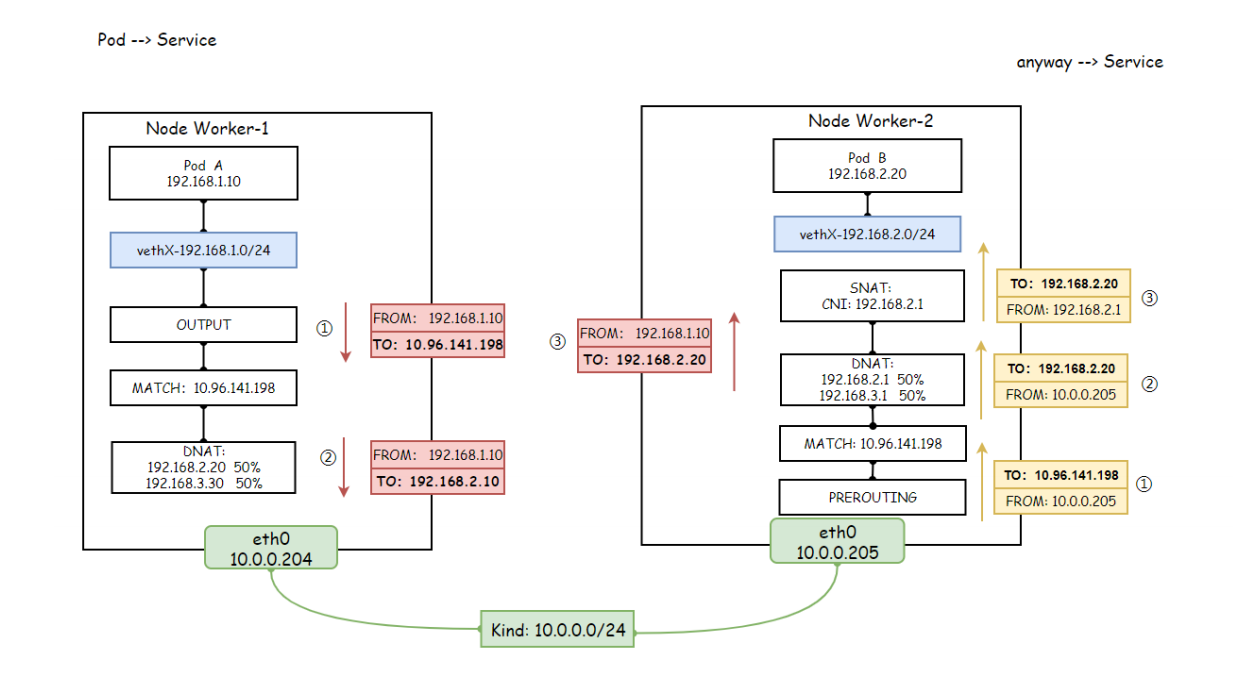 Pod --> Service
anyway --> Service
Node Worker-1
Pod A
192.168.1.10
vethX-192.168.1.0/24
OUTPUT
MATCH: 10.96.141.198
DNAT:
192.168.2.20 50%
192.168.3.30 50%
①
FROM: 192.168.1.10
TO: 10.96.141.198
②
FROM: 192.168.1.10
TO: 192.168.2.10
eth0
10.0.0.204
Kind: 10.0.0.0/24
③
FROM: 192.168.1.10
TO: 192.168.2.20
Node Worker-2
Pod B
192.168.2.20
vethX-192.168.2.0/24
SNAT:
CNI: 192.168.2.1
DNAT:
192.168.2.1 50%
192.168.3.1 50%
MATCH: 10.96.141.198
PREROUTING
eth0
10.0.0.205
TO: 192.168.2.20
FROM: 192.168.2.1
③
TO: 192.168.2.20
FROM: 10.0.0.205
②
TO: 10.96.141.198
FROM: 10.0.0.205
①